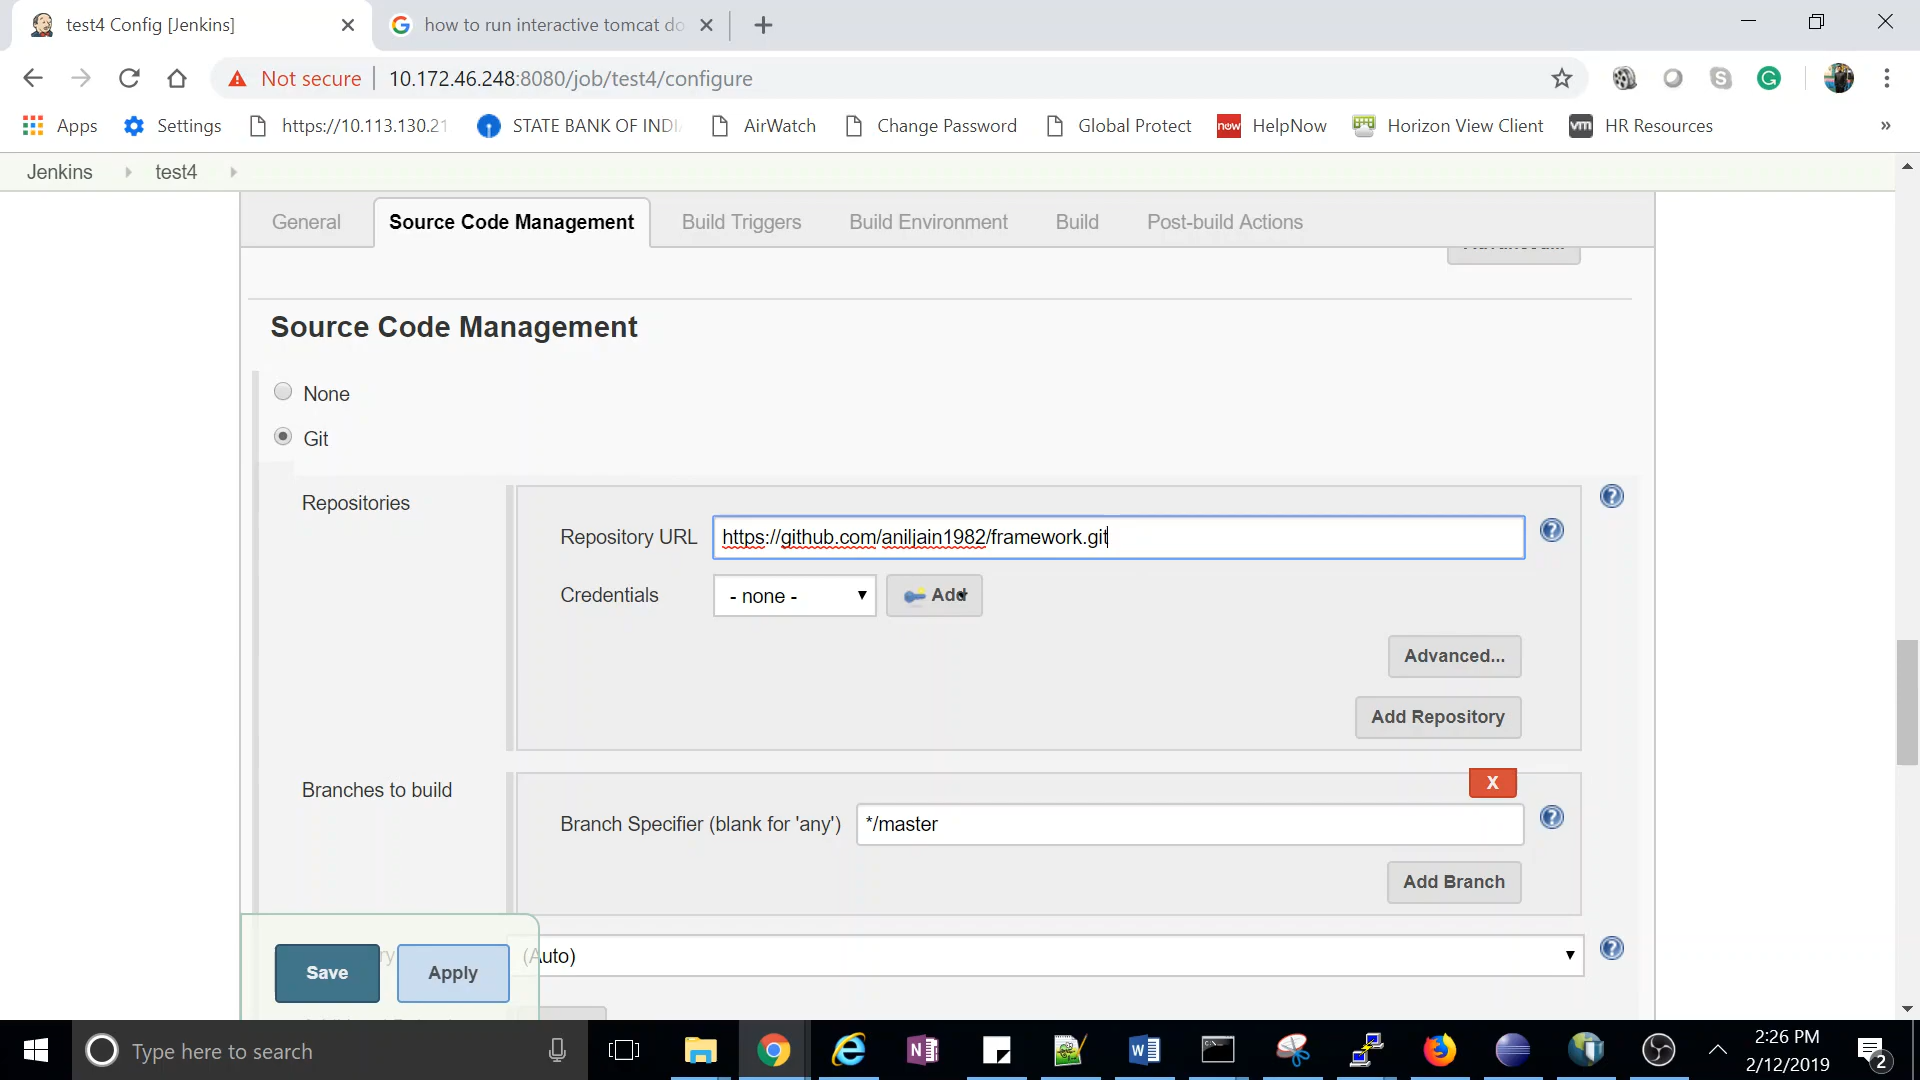 test4 Config [Jenkins]
how to run interactive tomcat do
Not secure
10.172.46.248:8080/job/test4/configure
Apps
Settings
https://10.113.130.21
STATE BANK OF INDI
AirWatch
Change Password
Global Protect
now HelpNow
Horizon View Client
vm HR Resources
»
Jenkins
test4
General
Source Code Management
Build Triggers
Build Environment
Build
Post-build Actions
Source Code Management
None
Git
Repositories
Repository URL
https://github.com/aniljain1982/framework.git
Credentials
- none -
Add
Advanced...
Add Repository
Branches to build
X
Branch Specifier (blank for 'any')
*/master
Add Branch
Save
Apply
(Auto)
Type here to search
2:26 PM
2/12/2019
2